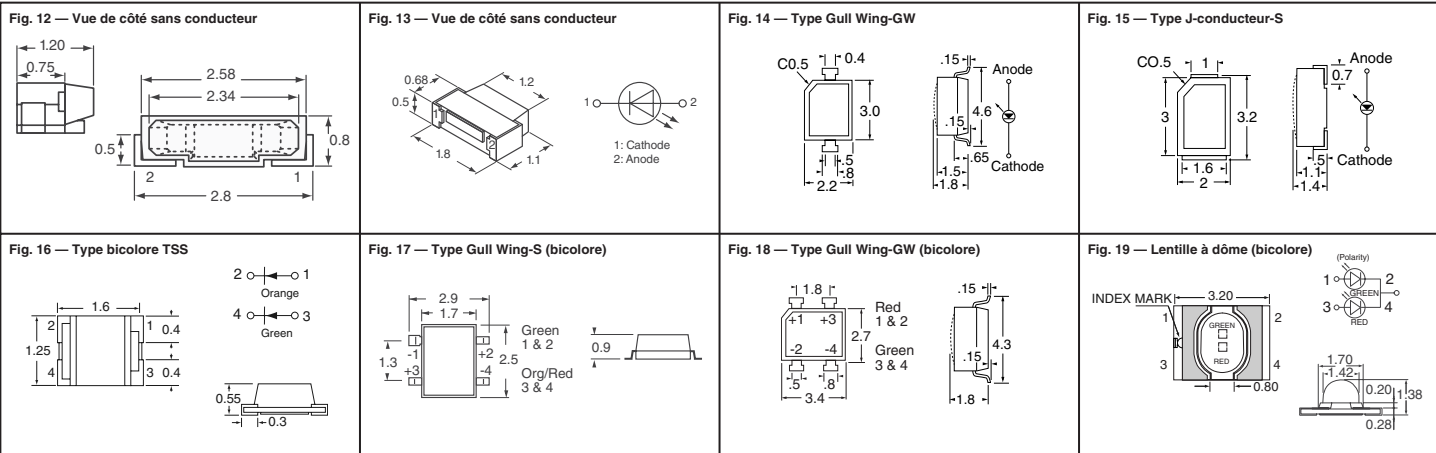 Fig. 12 — Vue de côté sans conducteur
1.20
0.75
2.58
2.34
0.5
0.8
2
1
2.8
Fig. 13 — Vue de côté sans conducteur
0.68
1.2
0.5
1
2
1.8
1.1
1
2
1: Cathode
2: Anode
Fig. 14 — Type Gull Wing-GW
0.4
C0.5
3.0
.5
.8
2.2
.15
Anode
4.6
.15
.65
Cathode
1.5
1.8
Fig. 15 — Type J-conducteur-S
CO.5
1
3
3.2
1.6
2
Anode
0.7
Cathode
.5
1.1
1.4
Fig. 16 — Type bicolore TSS
2
1
Orange
4
3
Green
1.6
2
1
0.4
1.25
4
3
0.4
0.55
0.3
Fig. 17 — Type Gull Wing-S (bicolore)
2.9
1.7
Green
1 & 2
-1
+2
1.3
2.5
+3
-4
Org/Red
3 & 4
0.9
Fig. 18 — Type Gull Wing-GW (bicolore)
1.8
+1
+3
-2
-4
2.7
.5
.8
3.4
Red
1 & 2
Green
3 & 4
.15
4.3
.15
1.8
Fig. 19 — Lentille à dôme (bicolore)
(Polarity)
1
2
GREEN
3
4
RED
INDEX MARK
3.20
1
2
GREEN
RED
3
4
0.80
1.70
1.42
0.20
1.38
0.28